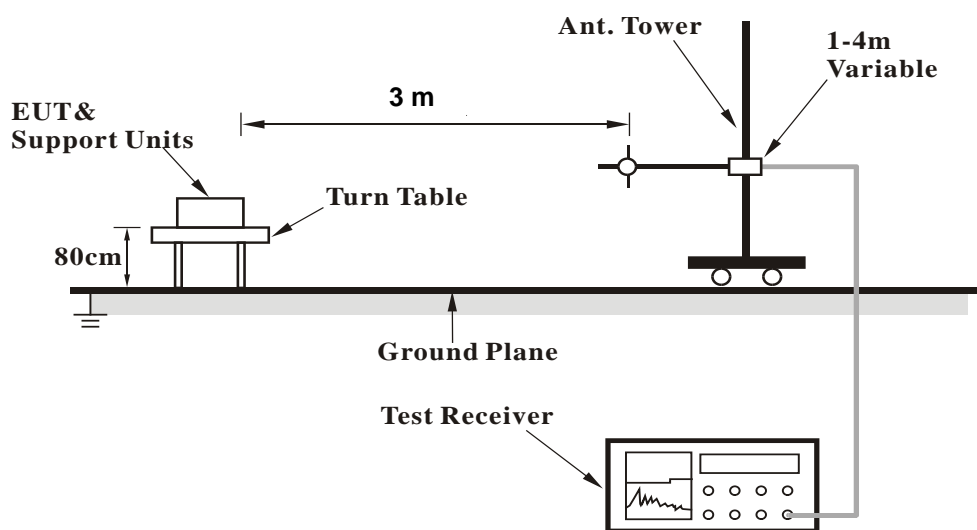 Ant. Tower
1-4m
Variable
3 m
EUT&
Support Units
Turn Table
80cm
Ground Plane
Test Receiver